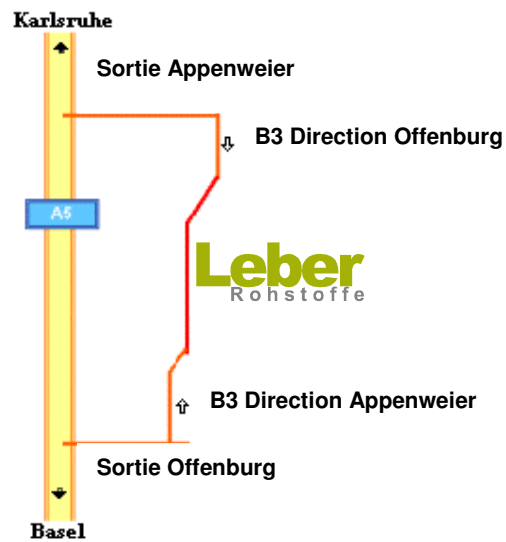 Karlsruhe
Sortie Appenweier
B3 Direction Offenburg
A5
Leber
Rohstoffe
B3 Direction Appenweier
Sortie Offenburg
Basel